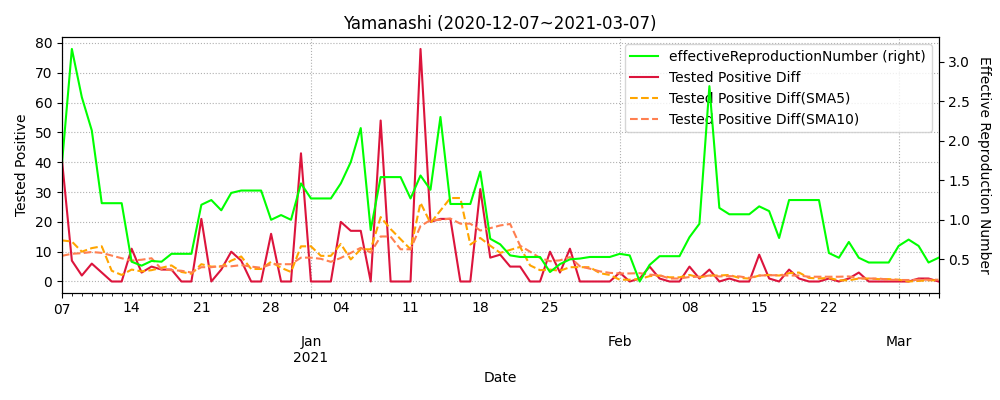 Yamanashi (2020-12-07~2021-03-07)
effectiveReproductionNumber (right)
Tested Positive Diff
Tested Positive Diff(SMA5)
Tested Positive Diff(SMA10)
Tested Positive
80
70
60
50
40
30
20
10
0
Effective Reproduction Number
3.0
2.5
2.0
1.5
1.0
0.5
07 14 21 28 04 11 18 25 08 15 22
Jan Feb Mar
2021
Date